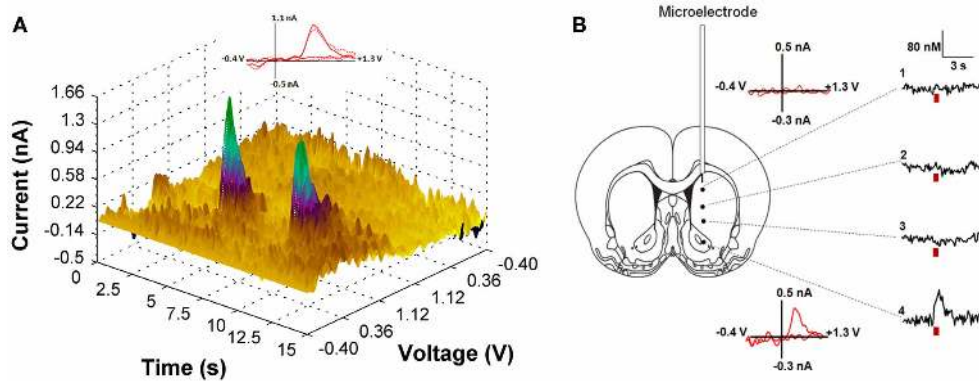 A
1.1 nA
-0.4 V
+1.3 V
-0.5 nA
1.66
1.3
0.94
0.58
0.22
-0.14
-0.5
Current (nA)
0
2.5
5
7.5
10
12.5
15
Time (s)
-0.40
0.36
1.12
1.12
0.36
-0.40
Voltage (V)
B
Microelectrode
0.5 nA
-0.4 V
+1.3 V
-0.3 nA
80 nM
3 s
1
2
3
4
0.5 nA
-0.4 V
+1.3 V
-0.3 nA